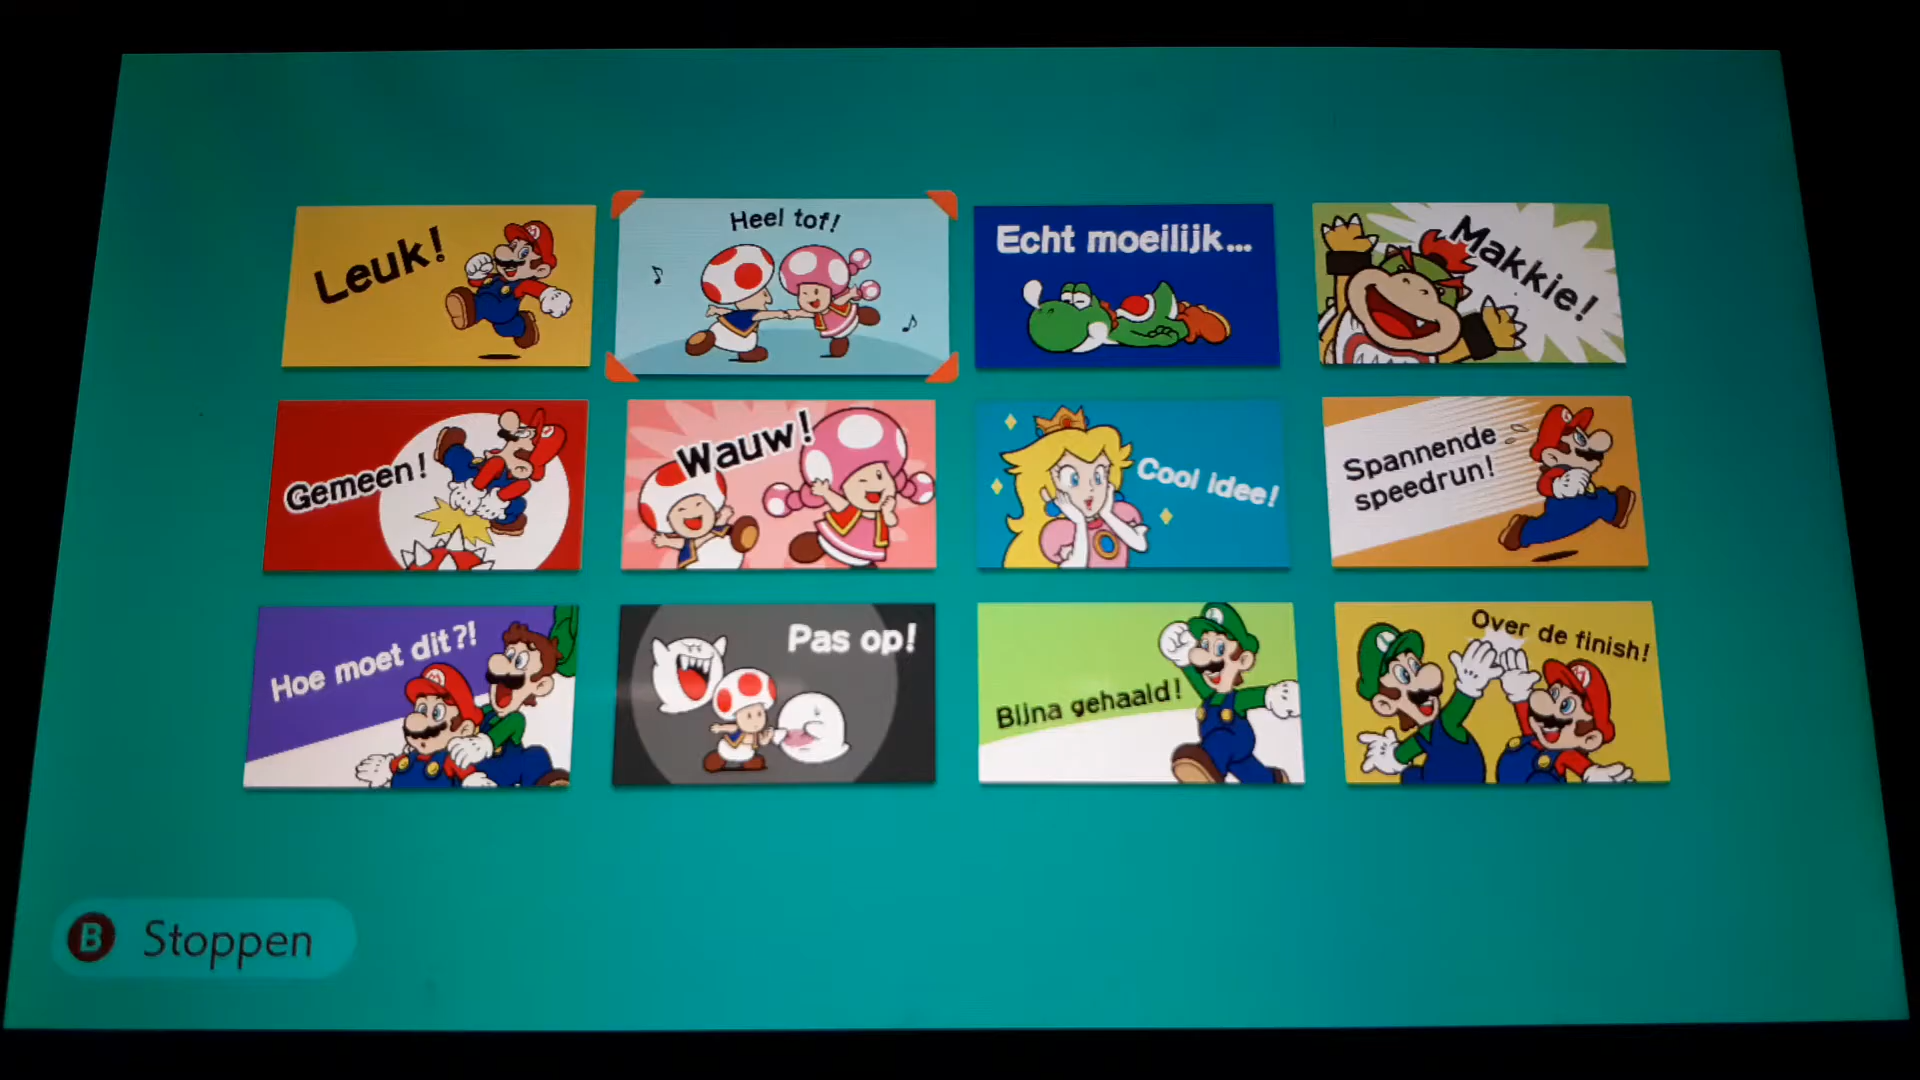 Leuk!
Heel tof!
Echt moeilijk...
Makkie!
Gemeen!
Wauw!
Cool idee!
Spannende
speedrun!
Hoe moet dit?!
Pas op!
Bijna gehaald!
Over de finish!
B Stoppen